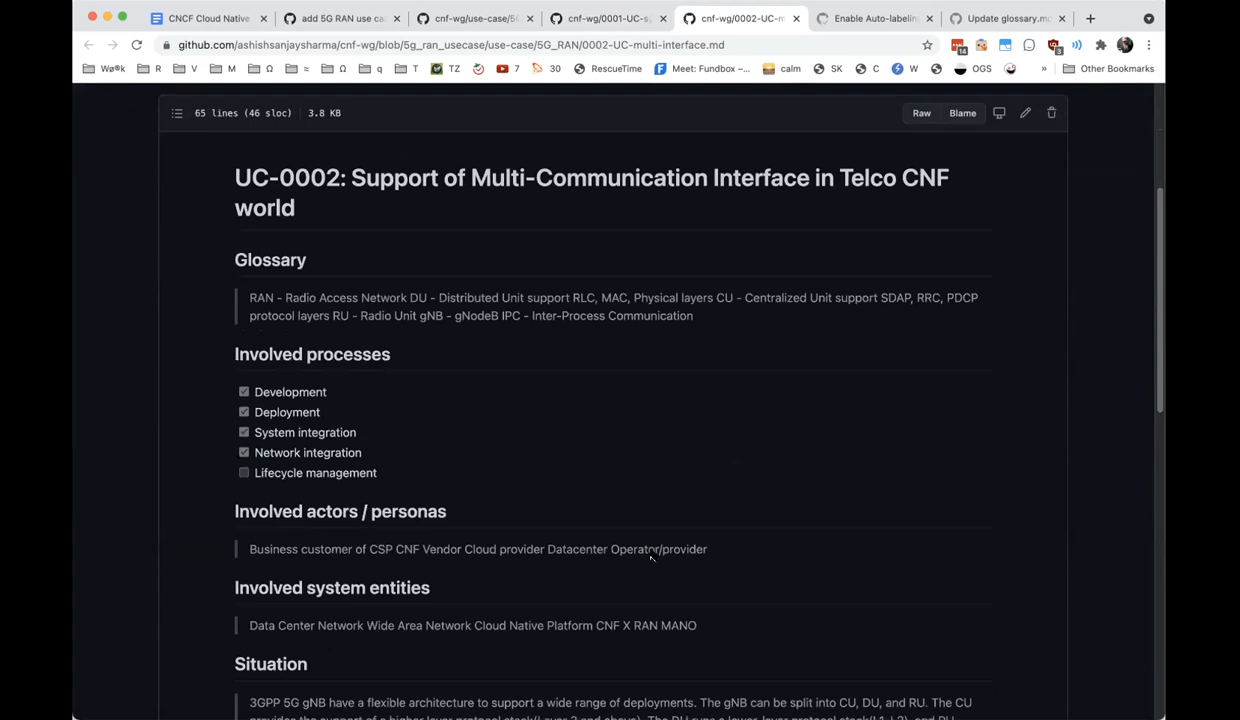 CNCF Cloud Native
add 5G RAN use ca
cnf-wg/use-case/5
cnf-wg/0001-UC-s
cnf-wg/0002-UC-m
Enable Auto-labelin
Update glossary.m
github.com/ashishsanjaysharma/cnf-wg/blob/5g_ran_usecase/use-case/5G_RAN/0002-UC-multi-interface.md
Wø®k R V M Ω ≈ Ω q T TZ 7 30 RescueTime Meet: Fundbox –... calm SK C W OGS » Other Bookmarks
65 lines (46 sloc) 3.8 KB Raw Blame
UC-0002: Support of Multi-Communication Interface in Telco CNF
world
Glossary
RAN - Radio Access Network DU - Distributed Unit support RLC, MAC, Physical layers CU - Centralized Unit support SDAP, RRC, PDCP
protocol layers RU - Radio Unit gNB - gNodeB IPC - Inter-Process Communication
Involved processes
Development
Deployment
System integration
Network integration
Lifecycle management
Involved actors / personas
Business customer of CSP CNF Vendor Cloud provider Datacenter Operator/provider
Involved system entities
Data Center Network Wide Area Network Cloud Native Platform CNF X RAN MANO
Situation
3GPP 5G gNB have a flexible architecture to support a wide range of deployments. The gNB can be split into CU, DU, and RU. The CU